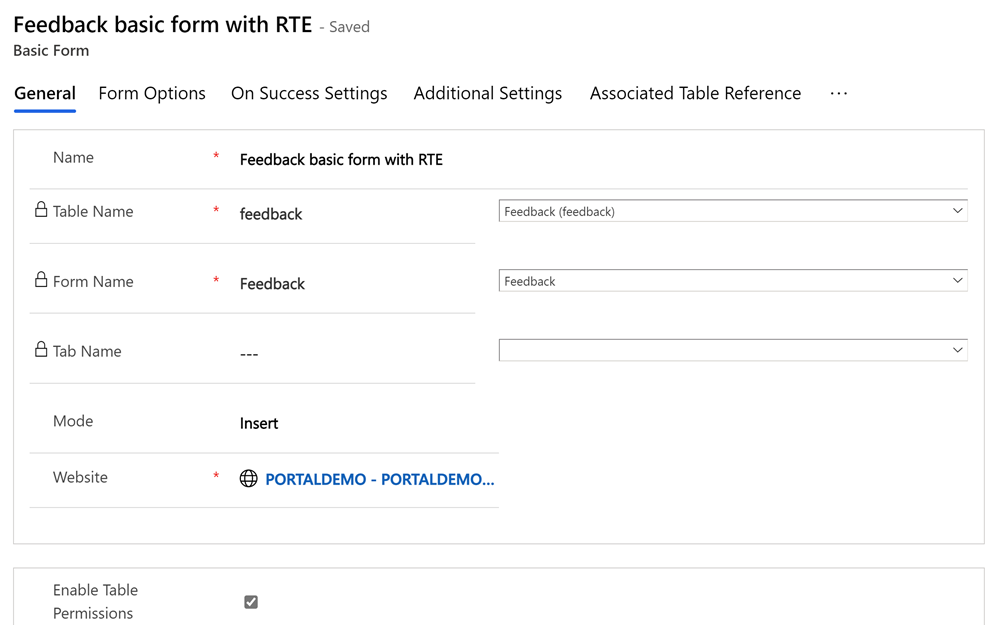 Feedback basic form with RTE - Saved
Basic Form
General Form Options On Success Settings Additional Settings Associated Table Reference ...
Name * Feedback basic form with RTE
Table Name * feedback Feedback (feedback)
Form Name * Feedback Feedback
Tab Name ---
Mode Insert
Website * PORTALDEMO - PORTALDEMO...
Enable Table
Permissions